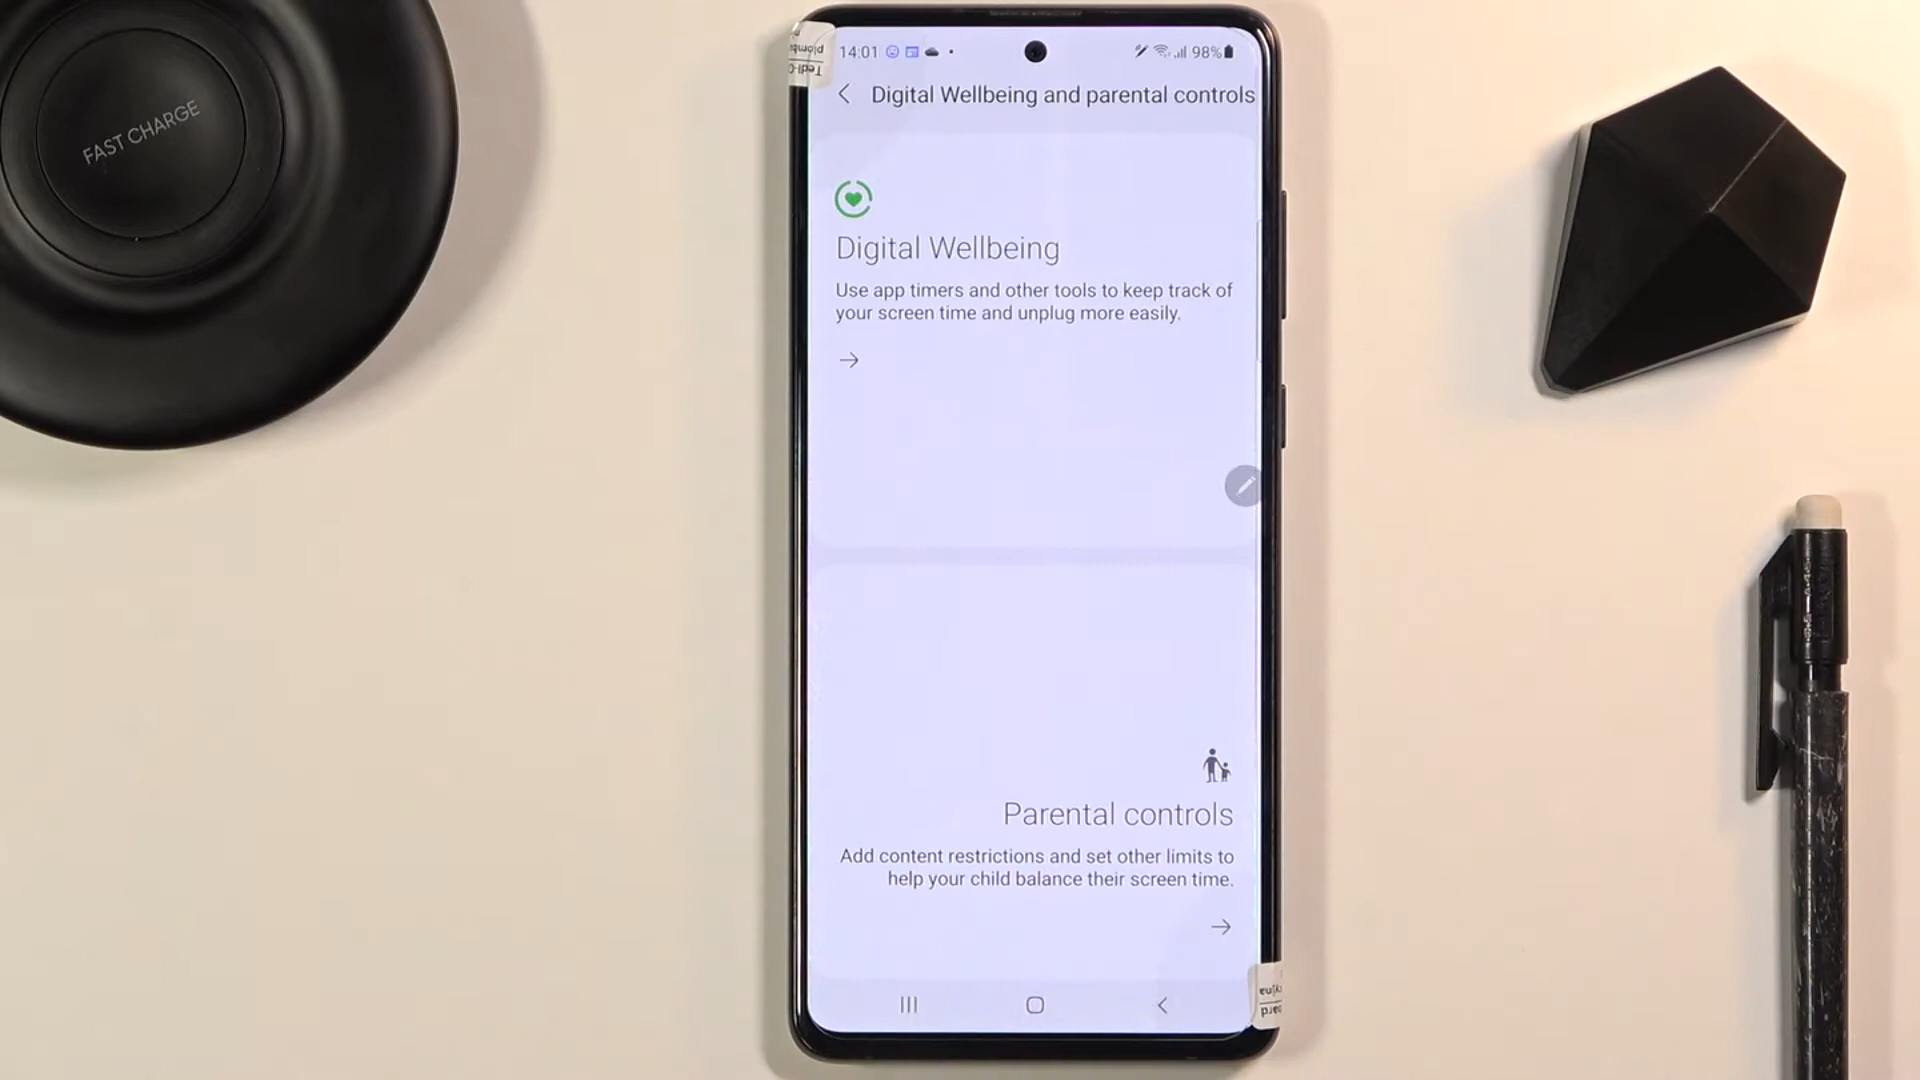 FAST CHARGE
14:01
98%
Digital Wellbeing and parental controls
Digital Wellbeing
Use app timers and other tools to keep track of
your screen time and unplug more easily.
Parental controls
Add content restrictions and set other limits to
help your child balance their screen time.